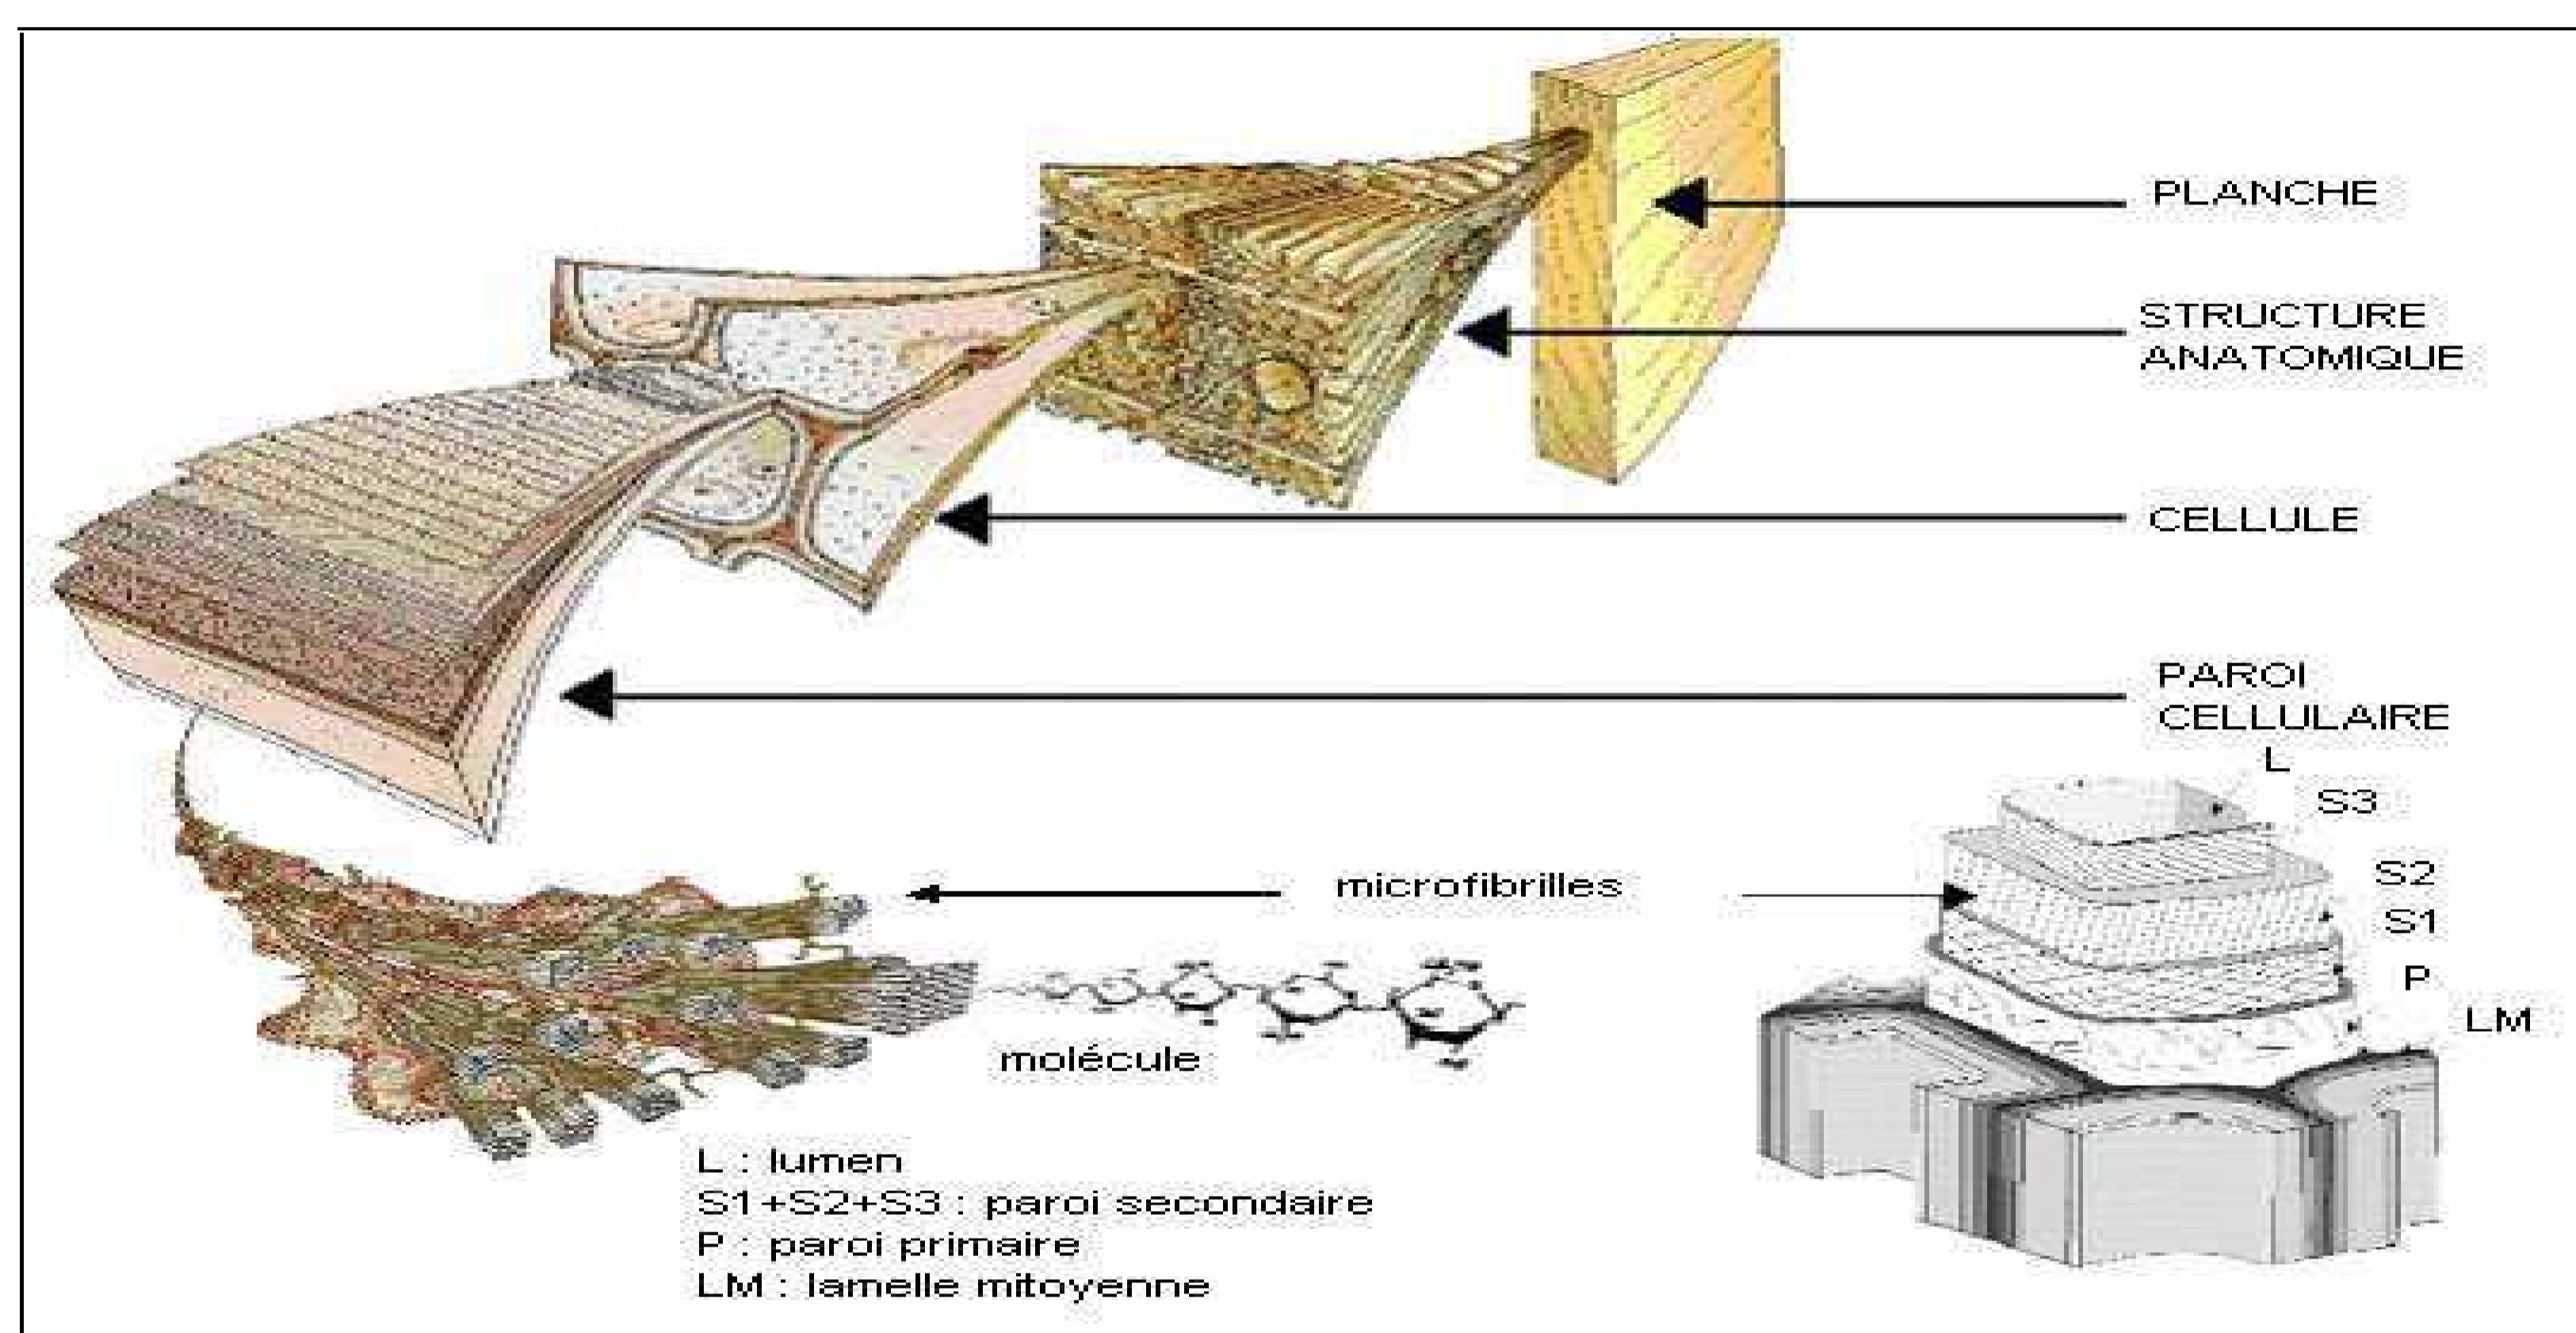 PLANCHE
STRUCTURE
ANATOMIQUE
CELLULE
PAROI
CELLULAIRE
L
S3
S2
microfibrilles
S1
P
LM
molécule
L : lumen
S1+S2+S3 : paroi secondaire
P : paroi primaire
LM : lamelle mitoyenne